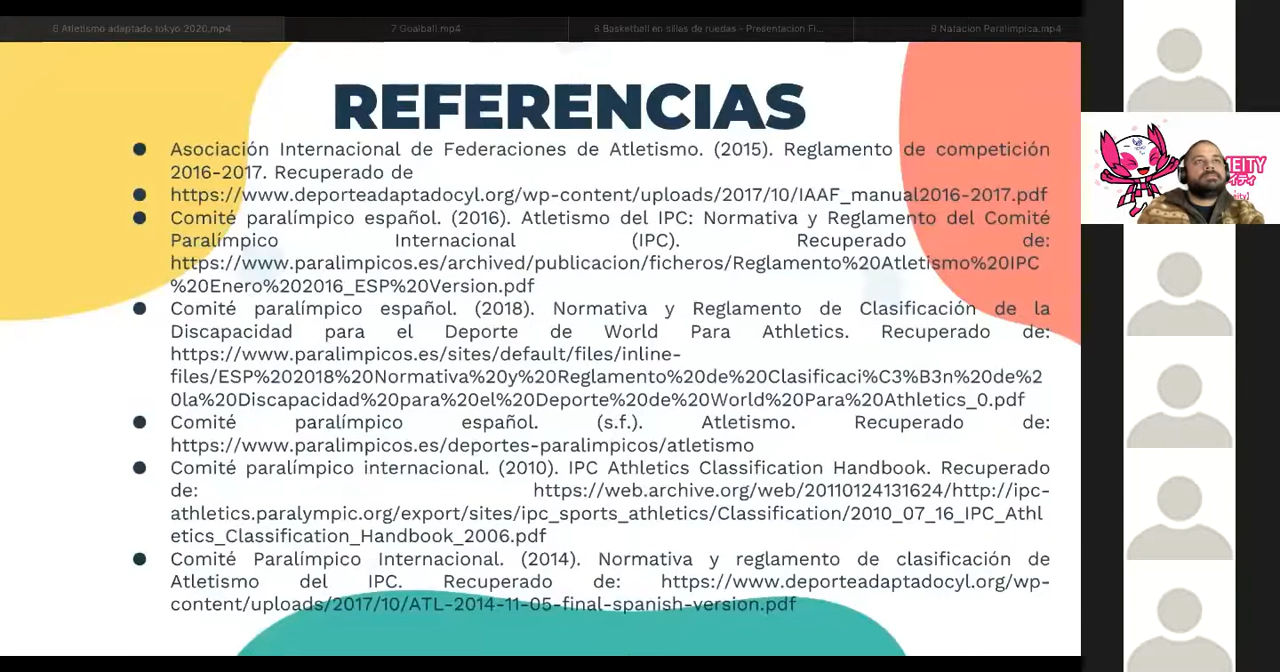 6 Atletismo adaptado tokyo 2020.mp4
7 Goalball.mp4
8 Basketball en sillas de ruedas - Presentacion Fi...
9 Natacion Paralimpica.mp4
REFERENCIAS
● Asociación Internacional de Federaciones de Atletismo. (2015). Reglamento de competición
2016-2017. Recuperado de
● https://www.deporteadaptadocyl.org/wp-content/uploads/2017/10/IAAF_manual2016-2017.pdf
● Comité paralímpico español. (2016). Atletismo del IPC: Normativa y Reglamento del Comité
Paralímpico Internacional (IPC). Recuperado de:
https://www.paralimpicos.es/archived/publicacion/ficheros/Reglamento%20Atletismo%20IPC
%20Enero%202016_ESP%20Version.pdf
● Comité paralímpico español. (2018). Normativa y Reglamento de Clasificación de la
Discapacidad para el Deporte de World Para Athletics. Recuperado de:
https://www.paralimpicos.es/sites/default/files/inline-
files/ESP%202018%20Normativa%20y%20Reglamento%20de%20Clasificaci%C3%B3n%20de%2
0la%20Discapacidad%20para%20el%20Deporte%20de%20World%20Para%20Athletics_0.pdf
● Comité paralímpico español. (s.f.). Atletismo. Recuperado de:
https://www.paralimpicos.es/deportes-paralimpicos/atletismo
● Comité paralímpico internacional. (2010). IPC Athletics Classification Handbook. Recuperado
de: https://web.archive.org/web/20110124131624/http://ipc-
athletics.paralympic.org/export/sites/ipc_sports_athletics/Classification/2010_07_16_IPC_Athl
etics_Classification_Handbook_2006.pdf
● Comité Paralímpico Internacional. (2014). Normativa y reglamento de clasificación de
Atletismo del IPC. Recuperado de: https://www.deporteadaptadocyl.org/wp-
content/uploads/2017/10/ATL-2014-11-05-final-spanish-version.pdf